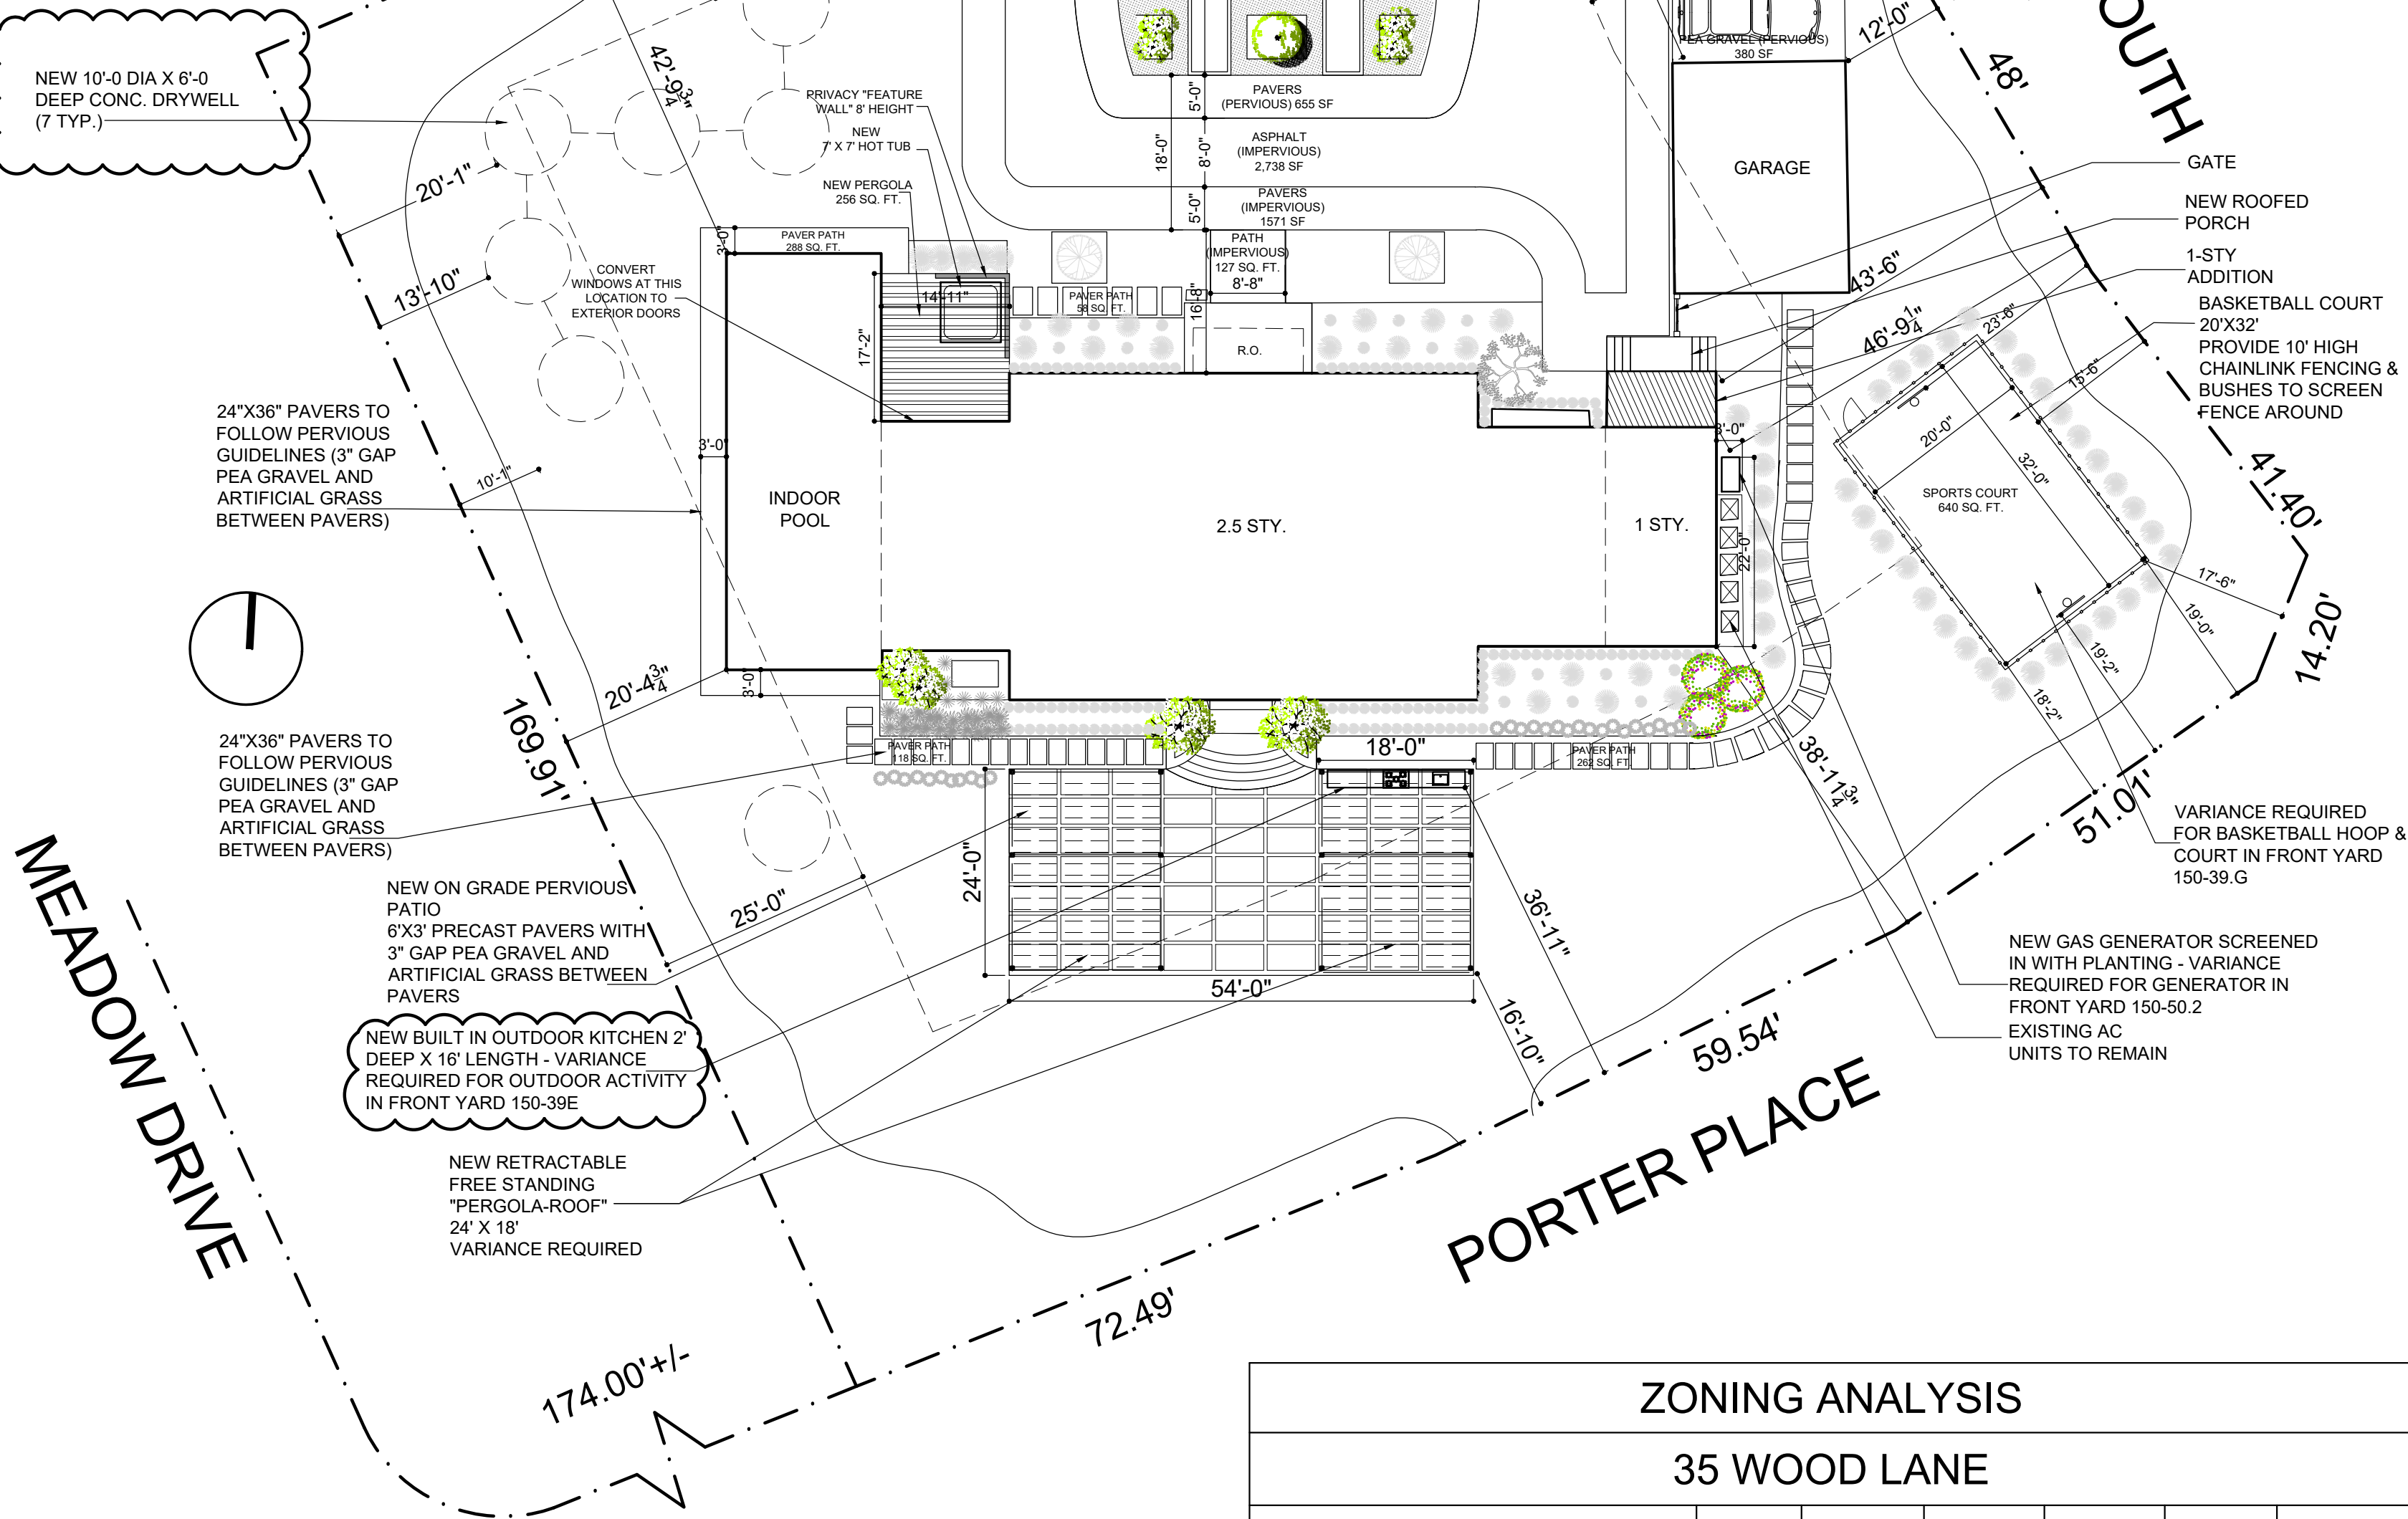 NEW 10'-0 DIA X 6'-0
DEEP CONC. DRYWELL
(7 TYP.)
42'-9 3/4"
20'-1"
13'-10"
10'-1"
PRIVACY "FEATURE
WALL" 8' HEIGHT
NEW
7' X 7' HOT TUB
NEW PERGOLA
256 SQ. FT.
PAVER PATH
288 SQ. FT.
3'-0"
CONVERT
WINDOWS AT THIS
LOCATION TO
EXTERIOR DOORS
14'-11"
17'-2"
18'-0"
5'-0"
8'-0"
5'-0"
PAVERS
(PERVIOUS) 655 SF
ASPHALT
(IMPERVIOUS)
2,738 SF
PAVERS
(IMPERVIOUS)
1571 SF
PATH
(IMPERVIOUS)
127 SQ. FT.
8'-8"
16'-8"
PAVER PATH
58 SQ. FT.
R.O.
PEA GRAVEL (PERVIOUS)
380 SF
12'-0"
GARAGE
48'
OUTH
GATE
NEW ROOFED
PORCH
1-STY
ADDITION
BASKETBALL COURT
20'X32'
PROVIDE 10' HIGH
CHAINLINK FENCING &
BUSHES TO SCREEN
FENCE AROUND
43'-6"
46'-9 1/4"
23'-6"
15'-6"
20'-0"
32'-0"
SPORTS COURT
640 SQ. FT.
41.40'
17'-6"
19'-0"
19'-2"
18'-2"
14.20'
24"X36" PAVERS TO
FOLLOW PERVIOUS
GUIDELINES (3" GAP
PEA GRAVEL AND
ARTIFICIAL GRASS
BETWEEN PAVERS)
3'-0"
INDOOR
POOL
2.5 STY.
1 STY.
3'-0"
22'-0"
20'-4 3/4"
3'-0"
169.91'
24"X36" PAVERS TO
FOLLOW PERVIOUS
GUIDELINES (3" GAP
PEA GRAVEL AND
ARTIFICIAL GRASS
BETWEEN PAVERS)
PAVER PATH
118 SQ. FT.
18'-0"
PAVER PATH
262 SQ. FT.
38'-11 3/4"
51.01'
VARIANCE REQUIRED
FOR BASKETBALL HOOP &
COURT IN FRONT YARD
150-39.G
MEADOW DRIVE
NEW ON GRADE PERVIOUS
PATIO
6'X3' PRECAST PAVERS WITH
3" GAP PEA GRAVEL AND
ARTIFICIAL GRASS BETWEEN
PAVERS
25'-0"
24'-0"
54'-0"
36'-11"
16'-10"
59.54'
NEW GAS GENERATOR SCREENED
IN WITH PLANTING - VARIANCE
REQUIRED FOR GENERATOR IN
FRONT YARD 150-50.2
EXISTING AC
UNITS TO REMAIN
NEW BUILT IN OUTDOOR KITCHEN 2'
DEEP X 16' LENGTH - VARIANCE
REQUIRED FOR OUTDOOR ACTIVITY
IN FRONT YARD 150-39E
NEW RETRACTABLE
FREE STANDING
"PERGOLA-ROOF"
24' X 18'
VARIANCE REQUIRED
PORTER PLACE
72.49'
174.00'+/-
ZONING ANALYSIS
35 WOOD LANE